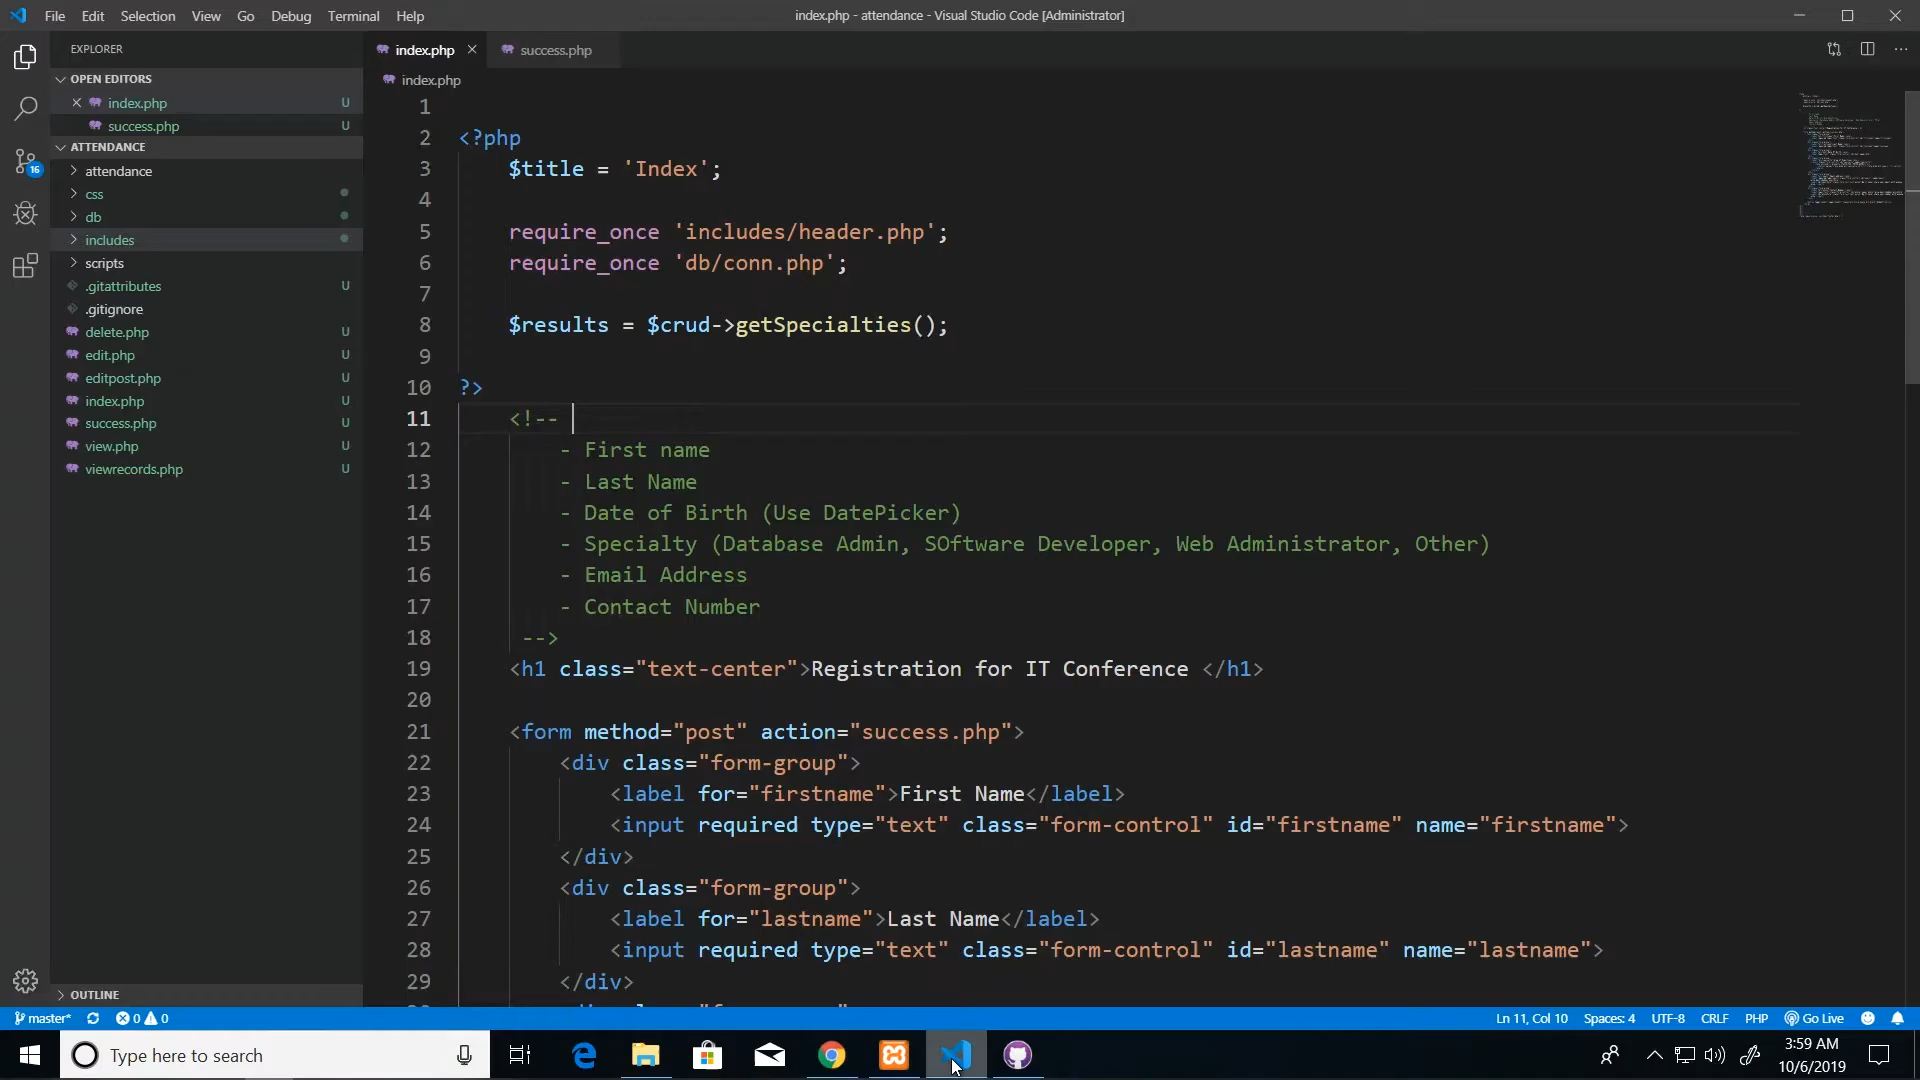 File Edit Selection View Go Debug Terminal Help
index.php - attendance - Visual Studio Code [Administrator]
EXPLORER
OPEN EDITORS
index.php U
success.php U
ATTENDANCE
attendance
css
db
includes
scripts
.gitattributes U
.gitignore
delete.php U
edit.php U
editpost.php U
index.php U
success.php U
view.php U
viewrecords.php U
OUTLINE
16
index.php success.php
index.php
1
2 <?php
3 $title = 'Index';
4
5 require_once 'includes/header.php';
6 require_once 'db/conn.php';
7
8 $results = $crud->getSpecialties();
9
10 ?>
11 <!--
12 - First name
13 - Last Name
14 - Date of Birth (Use DatePicker)
15 - Specialty (Database Admin, SOftware Developer, Web Administrator, Other)
16 - Email Address
17 - Contact Number
18 -->
19 <h1 class="text-center">Registration for IT Conference </h1>
20
21 <form method="post" action="success.php">
22 <div class="form-group">
23 <label for="firstname">First Name</label>
24 <input required type="text" class="form-control" id="firstname" name="firstname">
25 </div>
26 <div class="form-group">
27 <label for="lastname">Last Name</label>
28 <input required type="text" class="form-control" id="lastname" name="lastname">
29 </div>
master* 0 0 Ln 11, Col 10 Spaces: 4 UTF-8 CRLF PHP Go Live
Type here to search
3:59 AM
10/6/2019